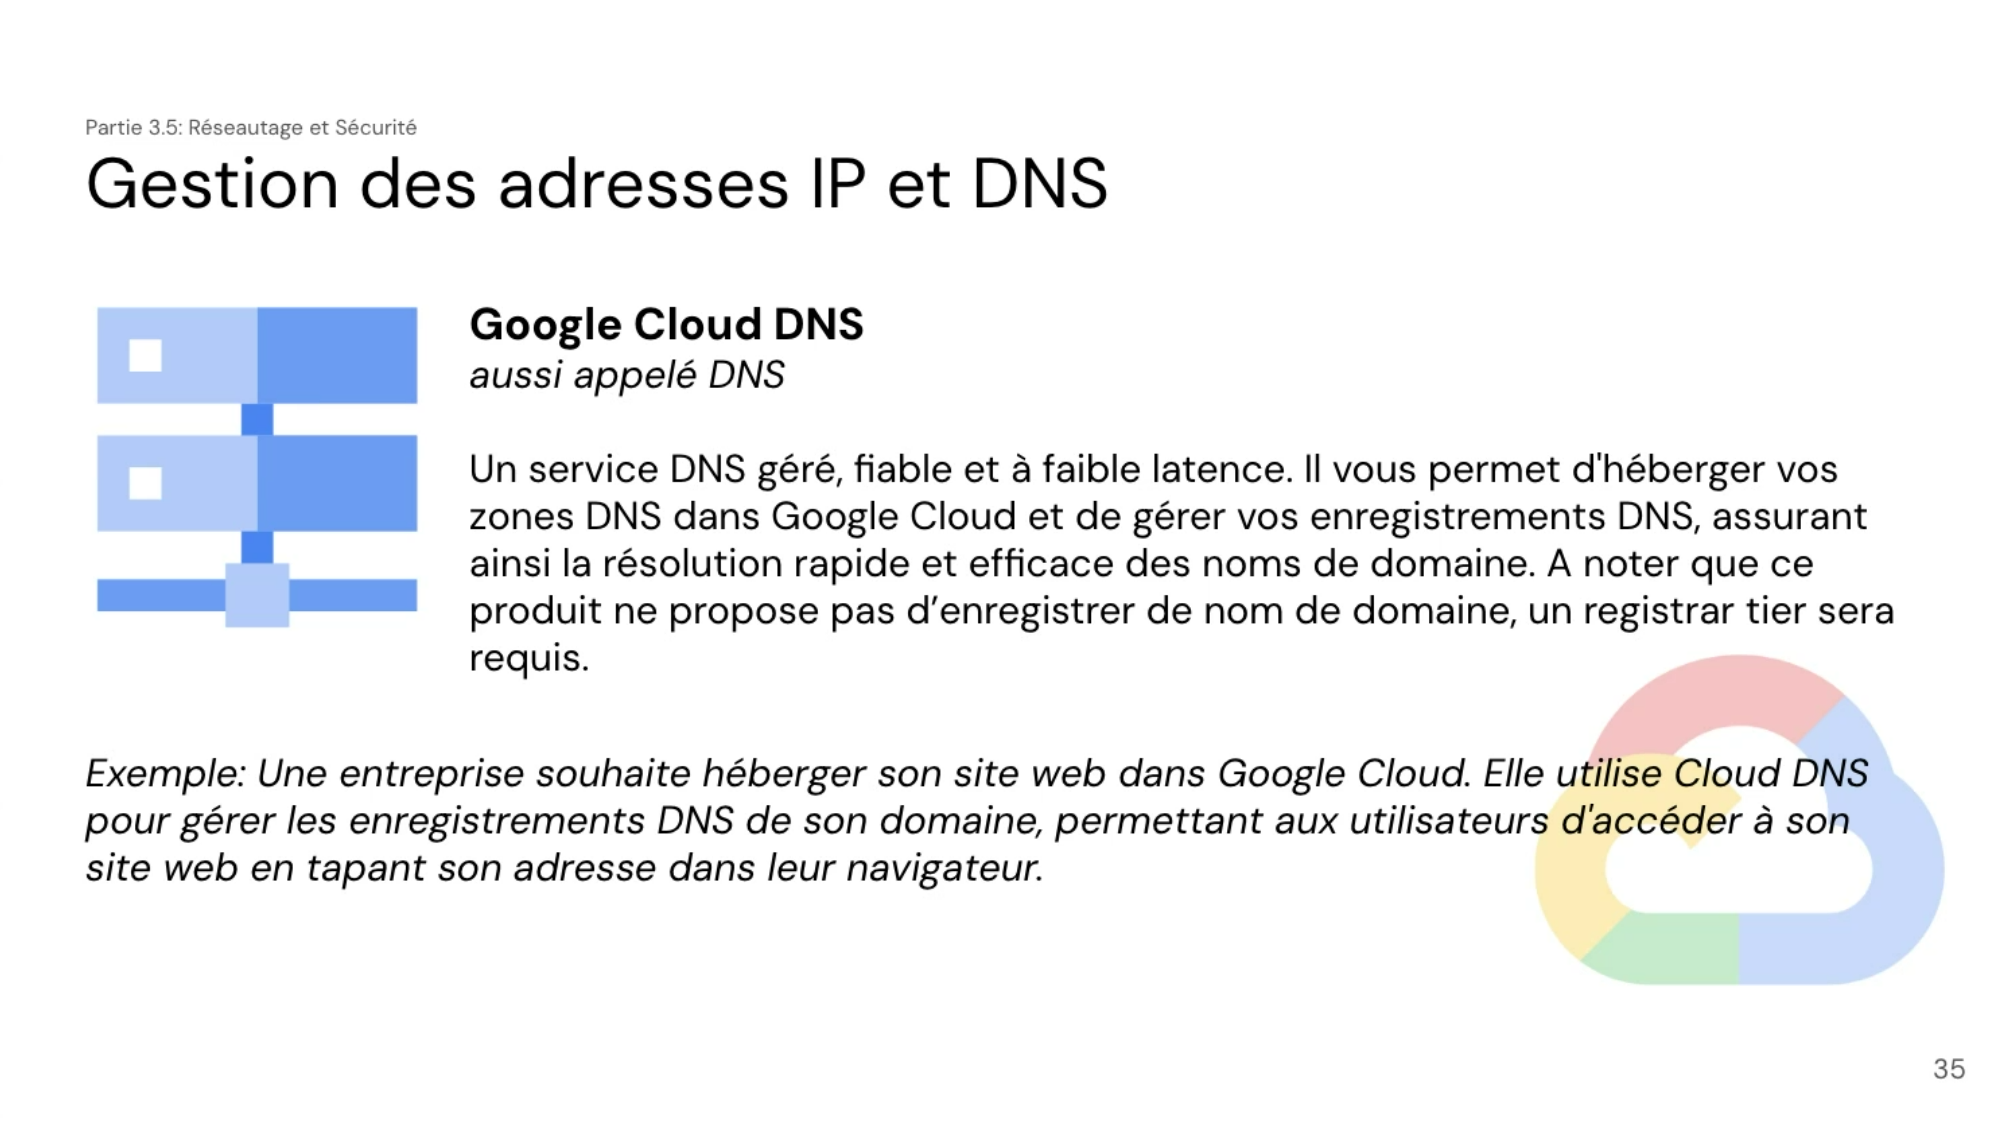 Partie 3.5: Réseautage et Sécurité
Gestion des adresses IP et DNS
Google Cloud DNS
aussi appelé DNS
Un service DNS géré, fiable et à faible latence. Il vous permet d'héberger vos
zones DNS dans Google Cloud et de gérer vos enregistrements DNS, assurant
ainsi la résolution rapide et efficace des noms de domaine. A noter que ce
produit ne propose pas d’enregistrer de nom de domaine, un registrar tier sera
requis.
Exemple: Une entreprise souhaite héberger son site web dans Google Cloud. Elle utilise Cloud DNS
pour gérer les enregistrements DNS de son domaine, permettant aux utilisateurs d'accéder à son
site web en tapant son adresse dans leur navigateur.
35